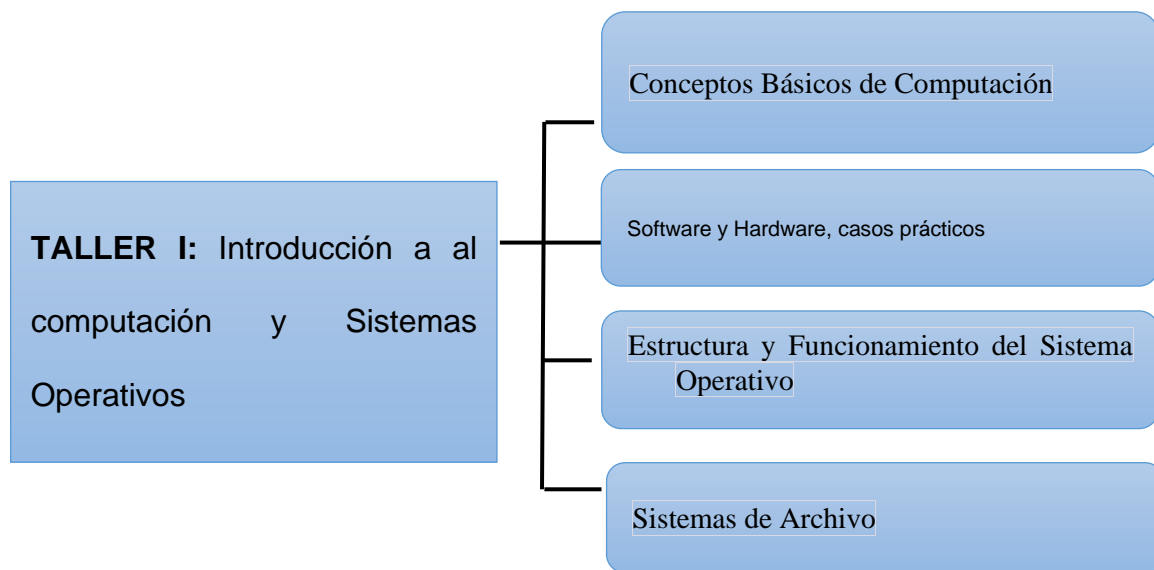 TALLER I: Introducción a al
computación y Sistemas
Operativos
Conceptos Básicos de Computación
Software y Hardware, casos prácticos
Estructura y Funcionamiento del Sistema
Operativo
Sistemas de Archivo